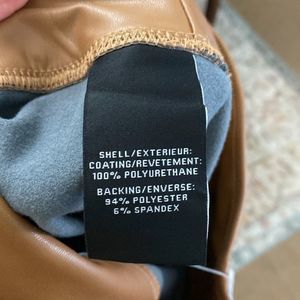 SHELL/EXTERIEUR:
COATING/REVETEMENT:
100% POLYURETHANE
BACKING/ENVERSE:
94% POLYESTER
6% SPANDEX